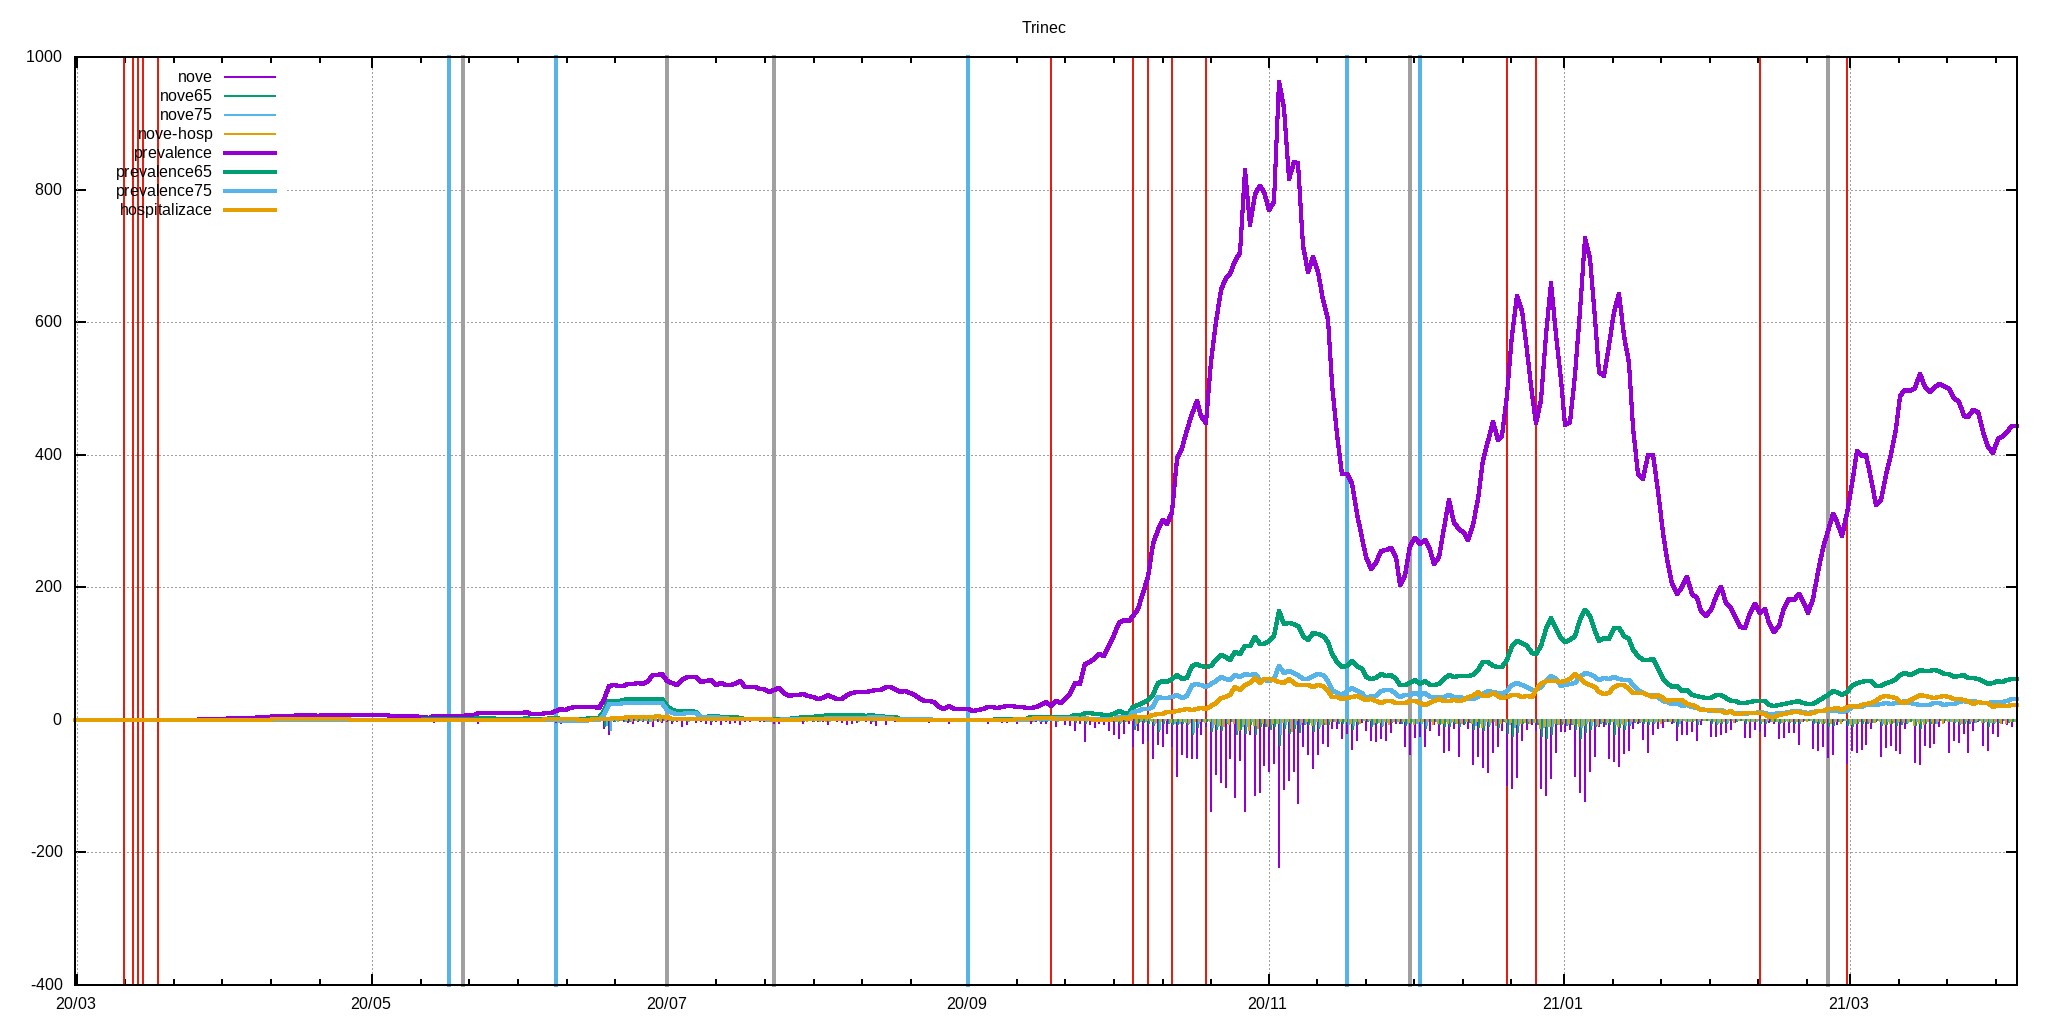 Trinec
1000
800
600
400
200
0
-200
-400
nove
nove65
nove75
nove-hosp
prevalence
prevalence65
prevalence75
hospitalizace
20/03
20/05
20/07
20/09
20/11
21/01
21/03